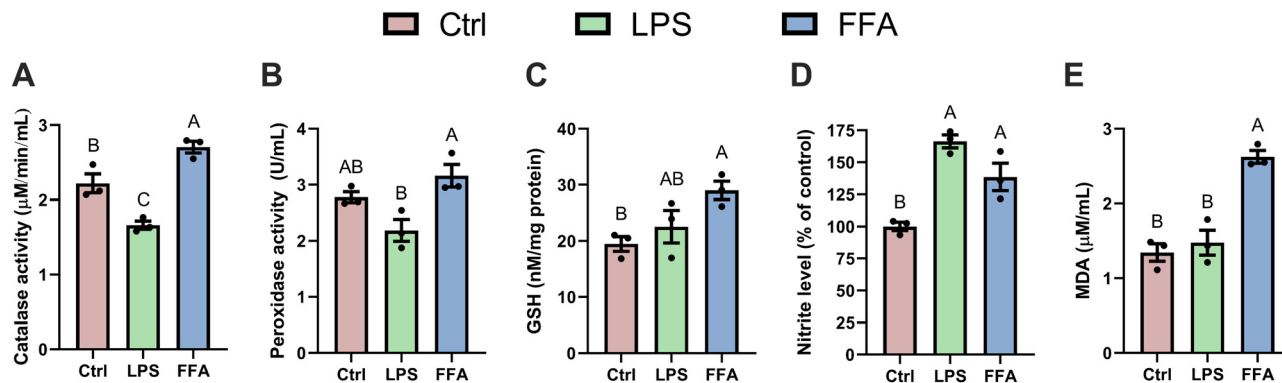 Ctrl LPS FFA
A
Catalase activity (μM/min/mL)
3
2
1
0
B
C
A
Ctrl LPS FFA
B
Peroxidase activity (U/mL)
4
3
2
1
0
AB
B
A
Ctrl LPS FFA
C
GSH (nM/mg protein)
40
30
20
10
0
B
AB
A
Ctrl LPS FFA
D
Nitrite level (% of control)
175
150
125
100
75
50
25
0
B
A
A
Ctrl LPS FFA
E
MDA (μM/mL)
3
2
1
0
B
B
A
Ctrl LPS FFA